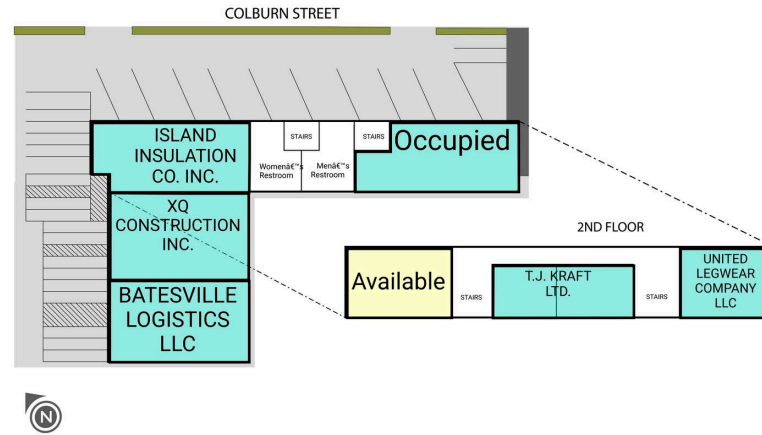 COLBURN STREET
ISLAND
INSULATION
CO. INC.
STAIRS
STAIRS
Womenâ€™s
Restroom
Menâ€™s
Restroom
Occupied
XQ
CONSTRUCTION
INC.
BATESVILLE
LOGISTICS
LLC
2ND FLOOR
Available
STAIRS
T.J. KRAFT
LTD.
STAIRS
UNITED
LEGWEAR
COMPANY
LLC
N